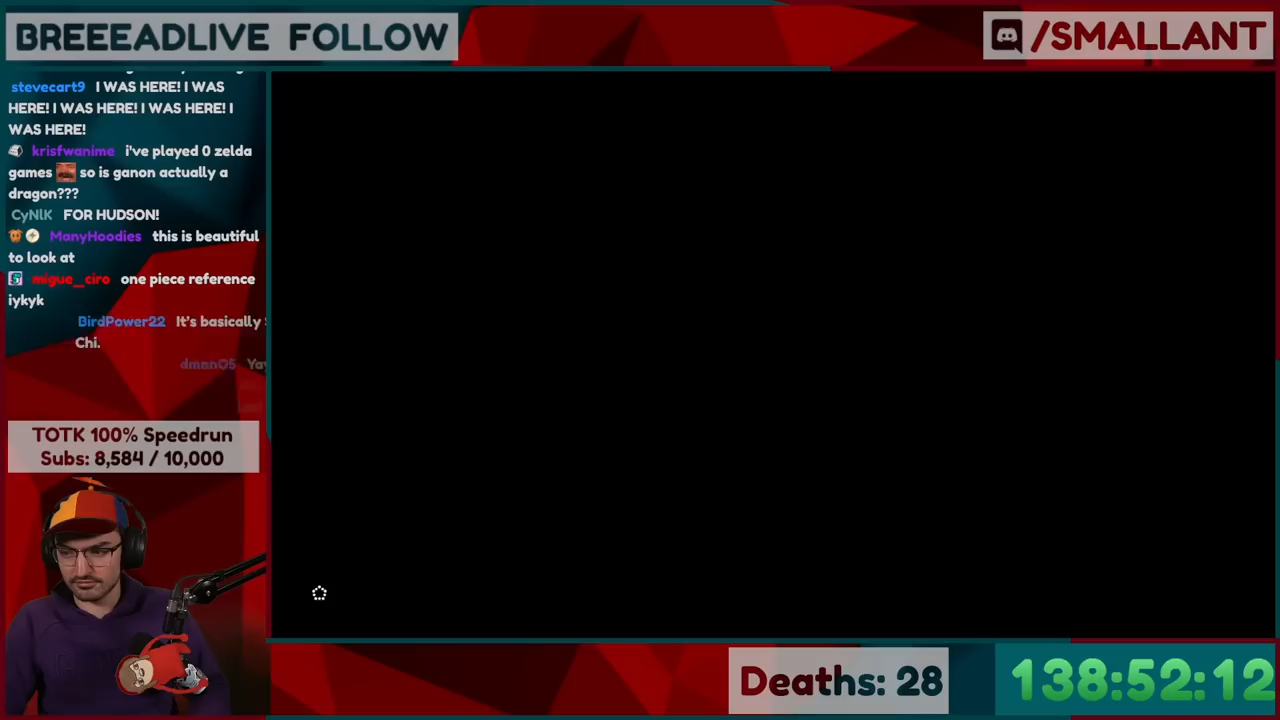 BREEEADLIVE FOLLOW
/SMALLANT
stevecart9 I WAS HERE! I WAS
HERE! I WAS HERE! I WAS HERE! I
WAS HERE!
krisfwanime i've played 0 zelda
games so is ganon actually a
dragon???
CyNlK FOR HUDSON!
ManyHoodies this is beautiful
to look at
migue_ciro one piece reference
iykyk
BirdPower22 It's basically
Chi.
TOTK 100% Speedrun
Subs: 8,584 / 10,000
Deaths: 28
138:52:12